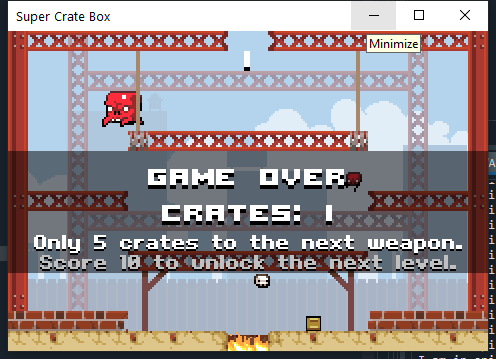 Super Crate Box
Minimize
GAME OVER
CRATES: 1
Only 5 crates to the next weapon.
Score 10 to unlock the next level.